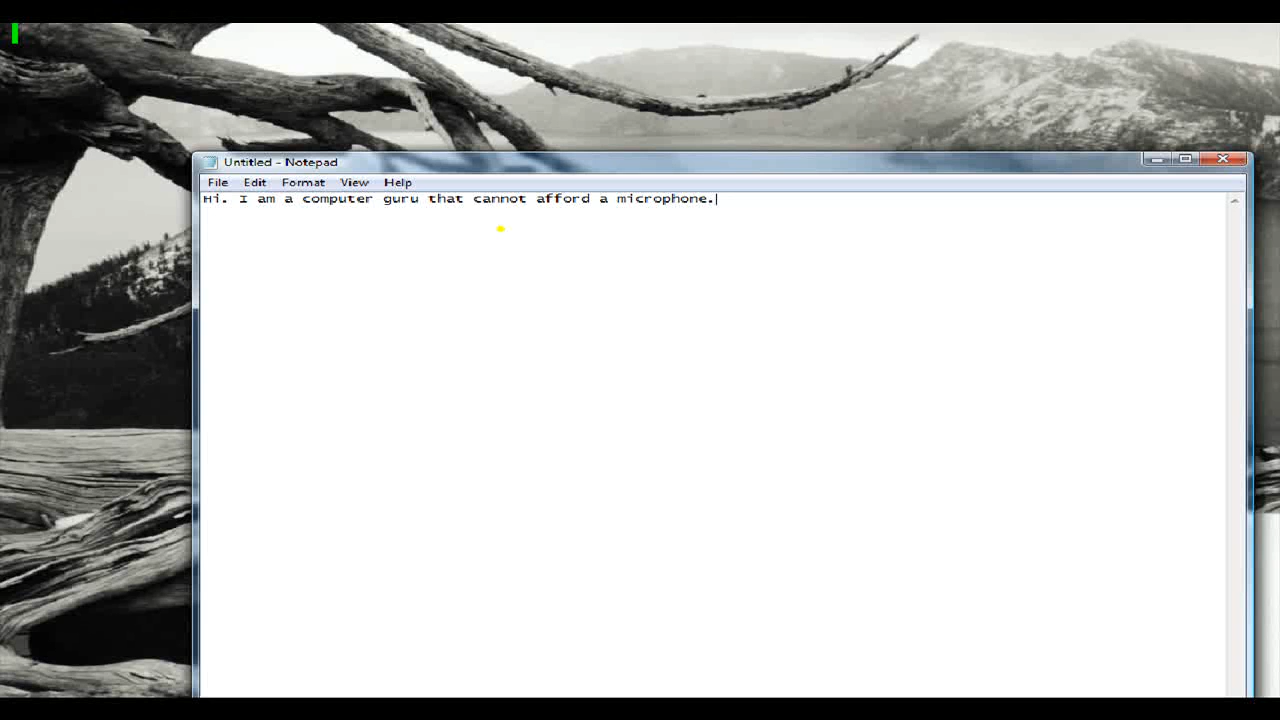 Untitled - Notepad
File Edit Format View Help
Hi. I am a computer guru that cannot afford a microphone.